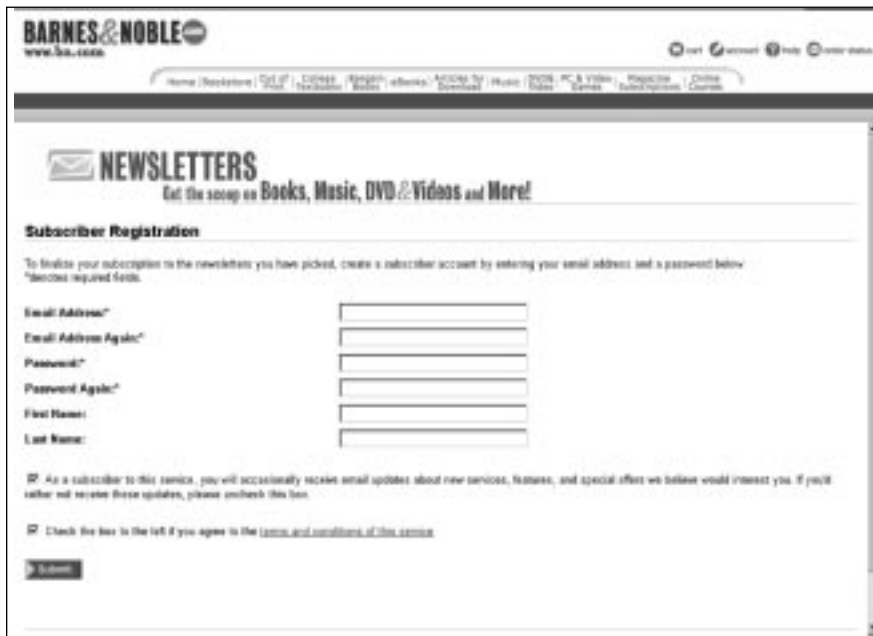 BARNES&NOBLE.com
www.bn.com
cart account help order status
Home Bookstore Out of Print College Textbooks Bargain Books eBooks Articles for Download Music DVD& Video PC & Video Games Magazine Subscriptions Online Courses
NEWSLETTERS
Get the scoop on Books, Music, DVD&Videos and More!
Subscriber Registration
To finalize your subscription to the newsletters you have picked, create a subscriber account by entering your email address and a password below.
*denotes required fields.
Email Address:*
Email Address Again:*
Password:*
Password Again:*
First Name:
Last Name:
As a subscriber to this service, you will occasionally receive email updates about new services, features, and special offers we believe would interest you. If you'd
rather not receive these updates, please uncheck this box.
Check the box to the left if you agree to the terms and conditions of this service
Submit